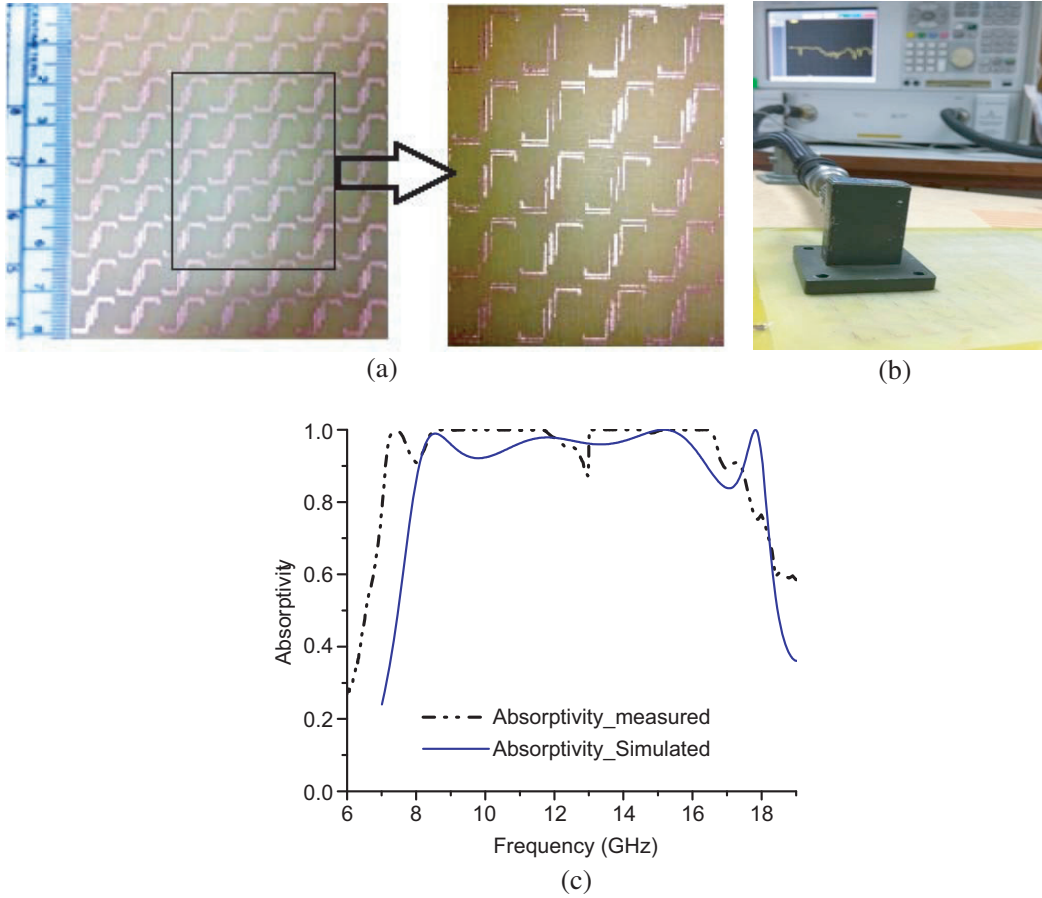 (a)
(b)
1.0
0.8
0.6
0.4
0.2
0.0
Absorptivity
Absorptivity_measured
Absorptivity_Simulated
6 8 10 12 14 16 18
Frequency (GHz)
(c)